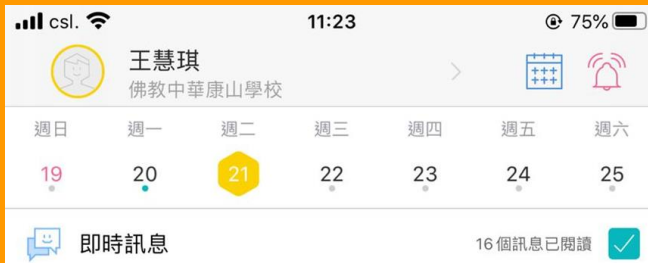 csl. 11:23 75%
王慧琪
佛教中華康山學校
週日 週一 週二 週三 週四 週五 週六
19 20 21 22 23 24 25
即時訊息 16個訊息已閱讀